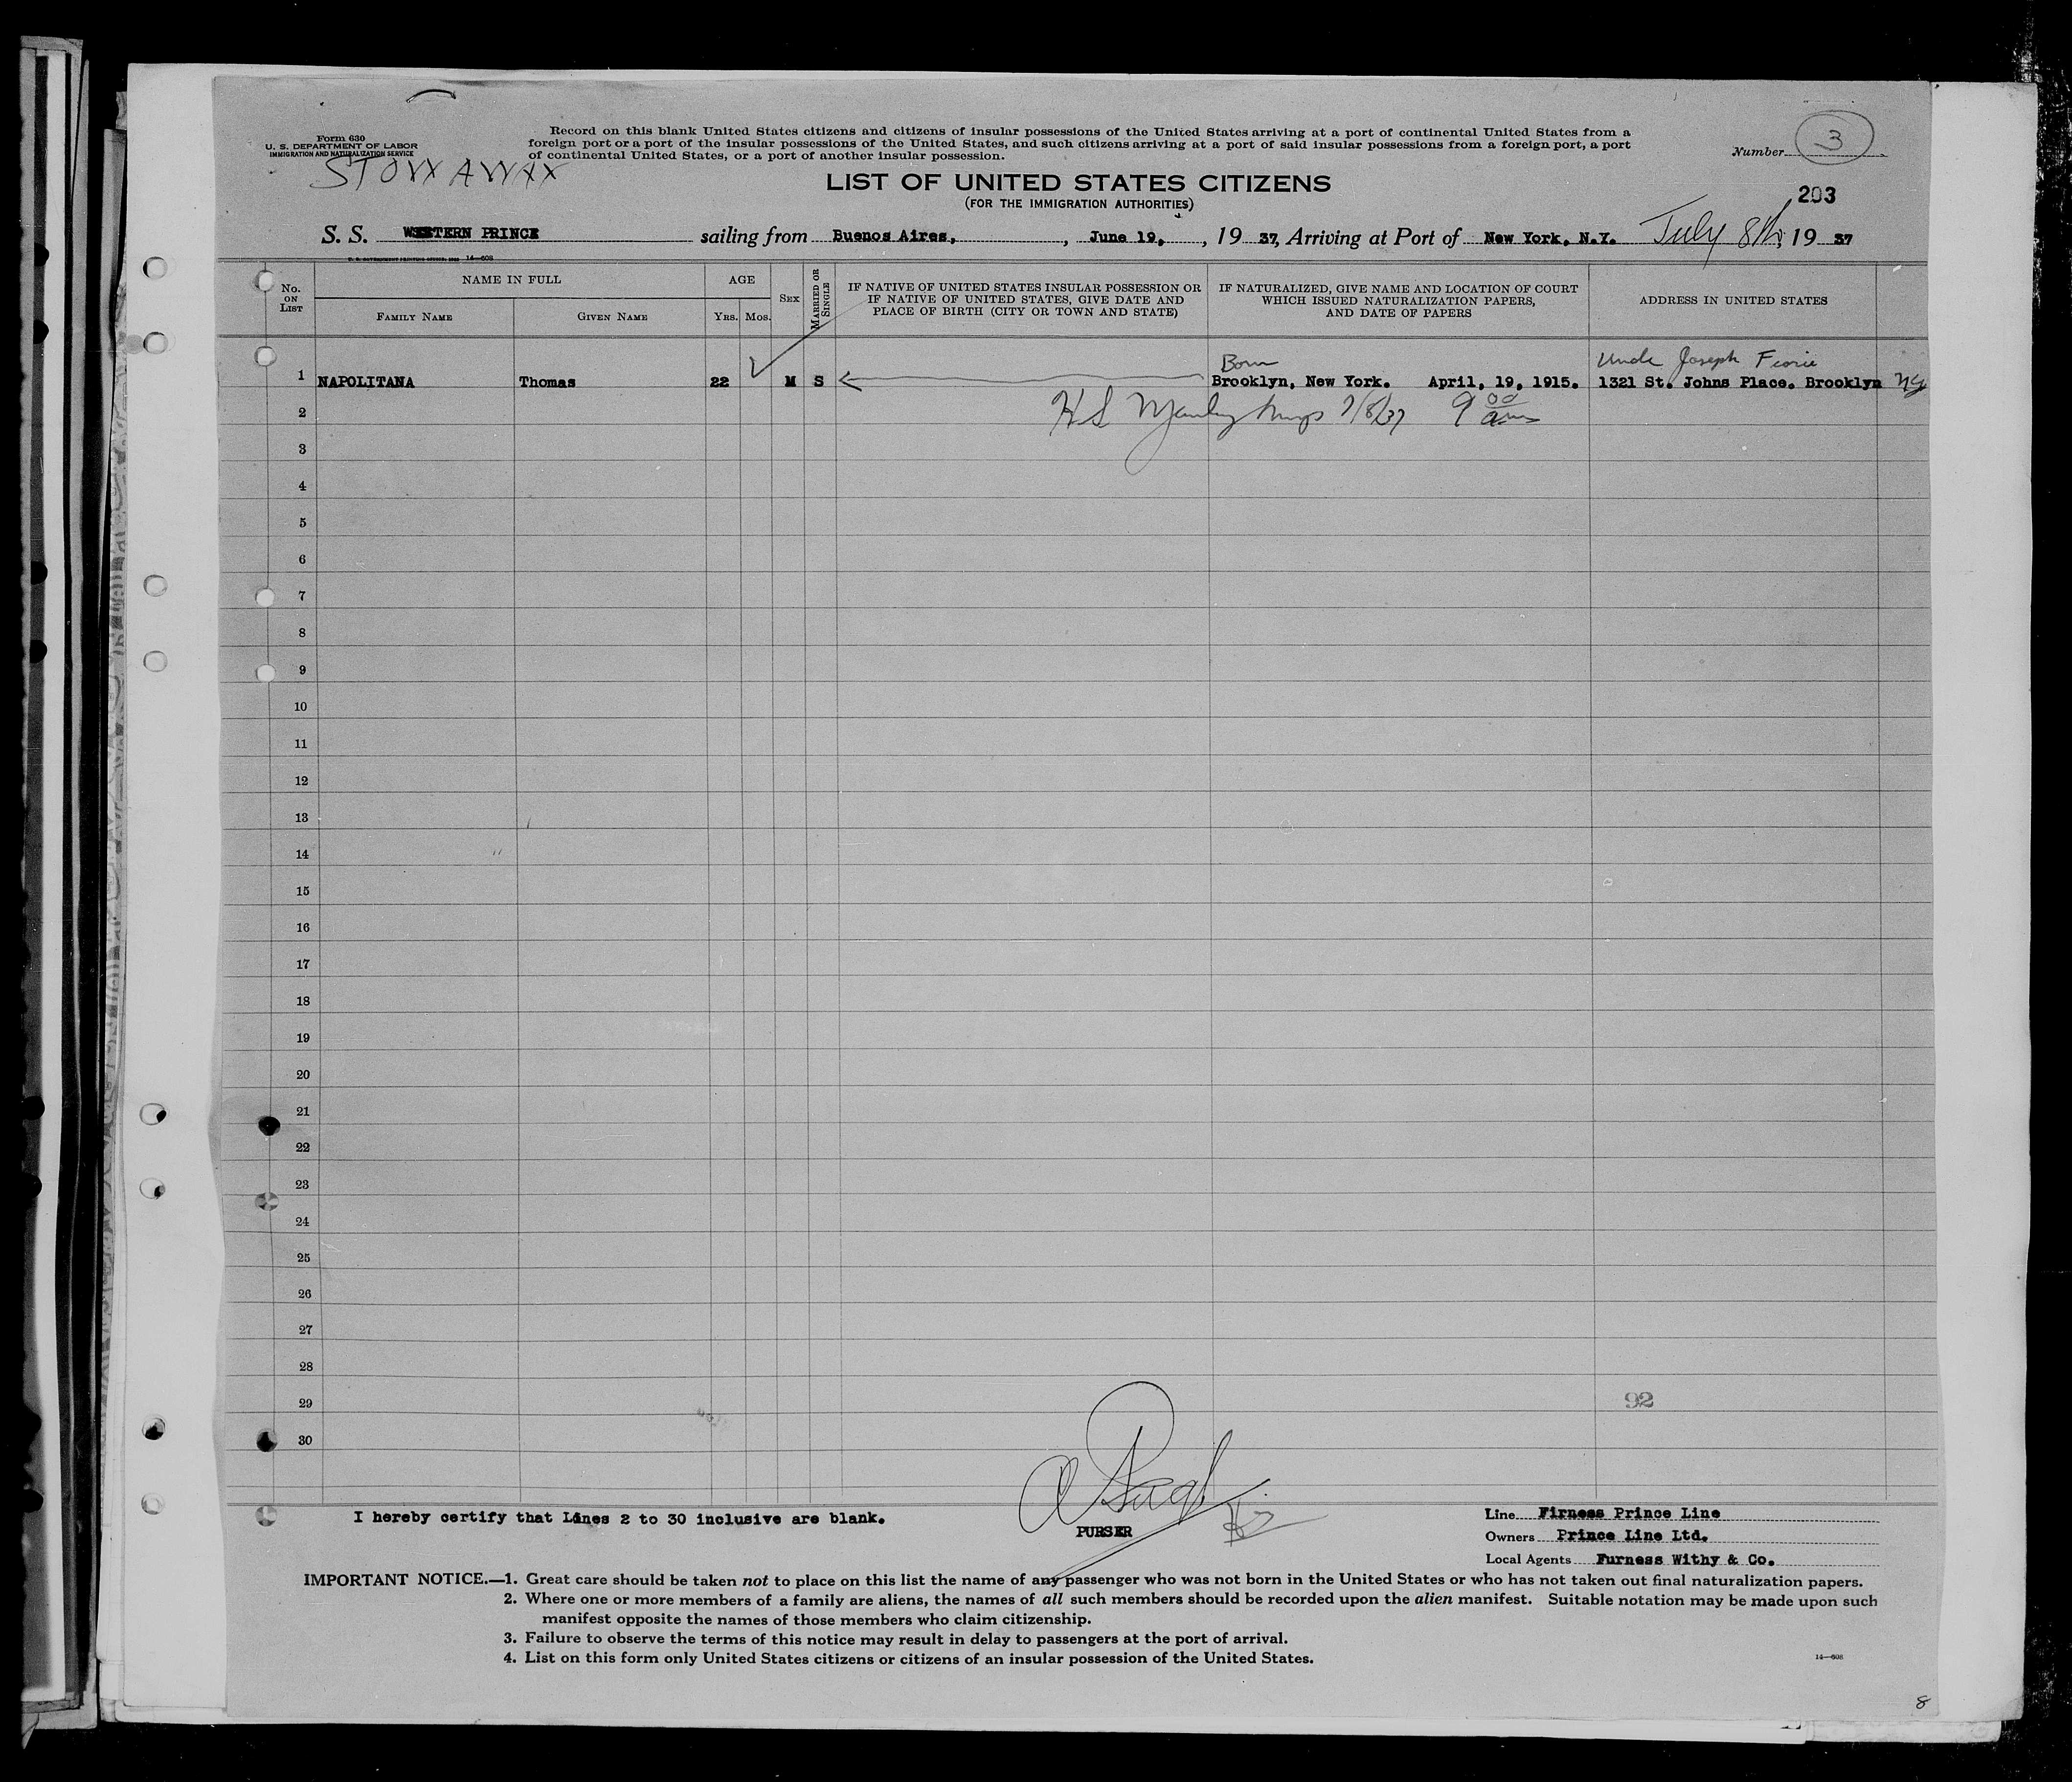 Form 630
U. S. DEPARTMENT OF LABOR
IMMIGRATION AND NATURALIZATION SERVICE
Record on this blank United States citizens and citizens of insular possessions of the United States arriving at a port of continental United States from a
foreign port or a port of the insular possessions of the United States, and such citizens arriving at a port of said insular possessions from a foreign port, a port
of continental United States, or a port of another insular possession.
Number 3
STOWAWAY
LIST OF UNITED STATES CITIZENS
(FOR THE IMMIGRATION AUTHORITIES)
203
S. S. WESTERN PRINCE sailing from Buenos Aires, , June 19, , 19 37, Arriving at Port of New York, N.Y. July 8th, 19 37
14—608
No. ON LIST
NAME IN FULL
FAMILY NAME
GIVEN NAME
AGE
YRS. MOS.
SEX
MARRIED OR SINGLE
IF NATIVE OF UNITED STATES INSULAR POSSESSION OR
IF NATIVE OF UNITED STATES, GIVE DATE AND
PLACE OF BIRTH (CITY OR TOWN AND STATE)
IF NATURALIZED, GIVE NAME AND LOCATION OF COURT
WHICH ISSUED NATURALIZATION PAPERS,
AND DATE OF PAPERS
ADDRESS IN UNITED STATES
Born
Uncle Joseph
1 NAPOLITANA Thomas 22 M S Brooklyn, New York. April, 19, 1915. 1321 St. Johns Place. Brooklyn NY
2 7/8/37 9 00 am
3
4
5
6
7
8
9
10
11
12
13
14
15
16
17
18
19
20
21
22
23
24
25
26
27
28
29 92
30
I hereby certify that Lines 2 to 30 inclusive are blank.
PURSER
Line Firness Prince Line
Owners Prince Line Ltd.
Local Agents Furness Withy & Co.
IMPORTANT NOTICE.—1. Great care should be taken not to place on this list the name of any passenger who was not born in the United States or who has not taken out final naturalization papers.
2. Where one or more members of a family are aliens, the names of all such members should be recorded upon the alien manifest. Suitable notation may be made upon such
manifest opposite the names of those members who claim citizenship.
3. Failure to observe the terms of this notice may result in delay to passengers at the port of arrival.
4. List on this form only United States citizens or citizens of an insular possession of the United States.
14—608
8